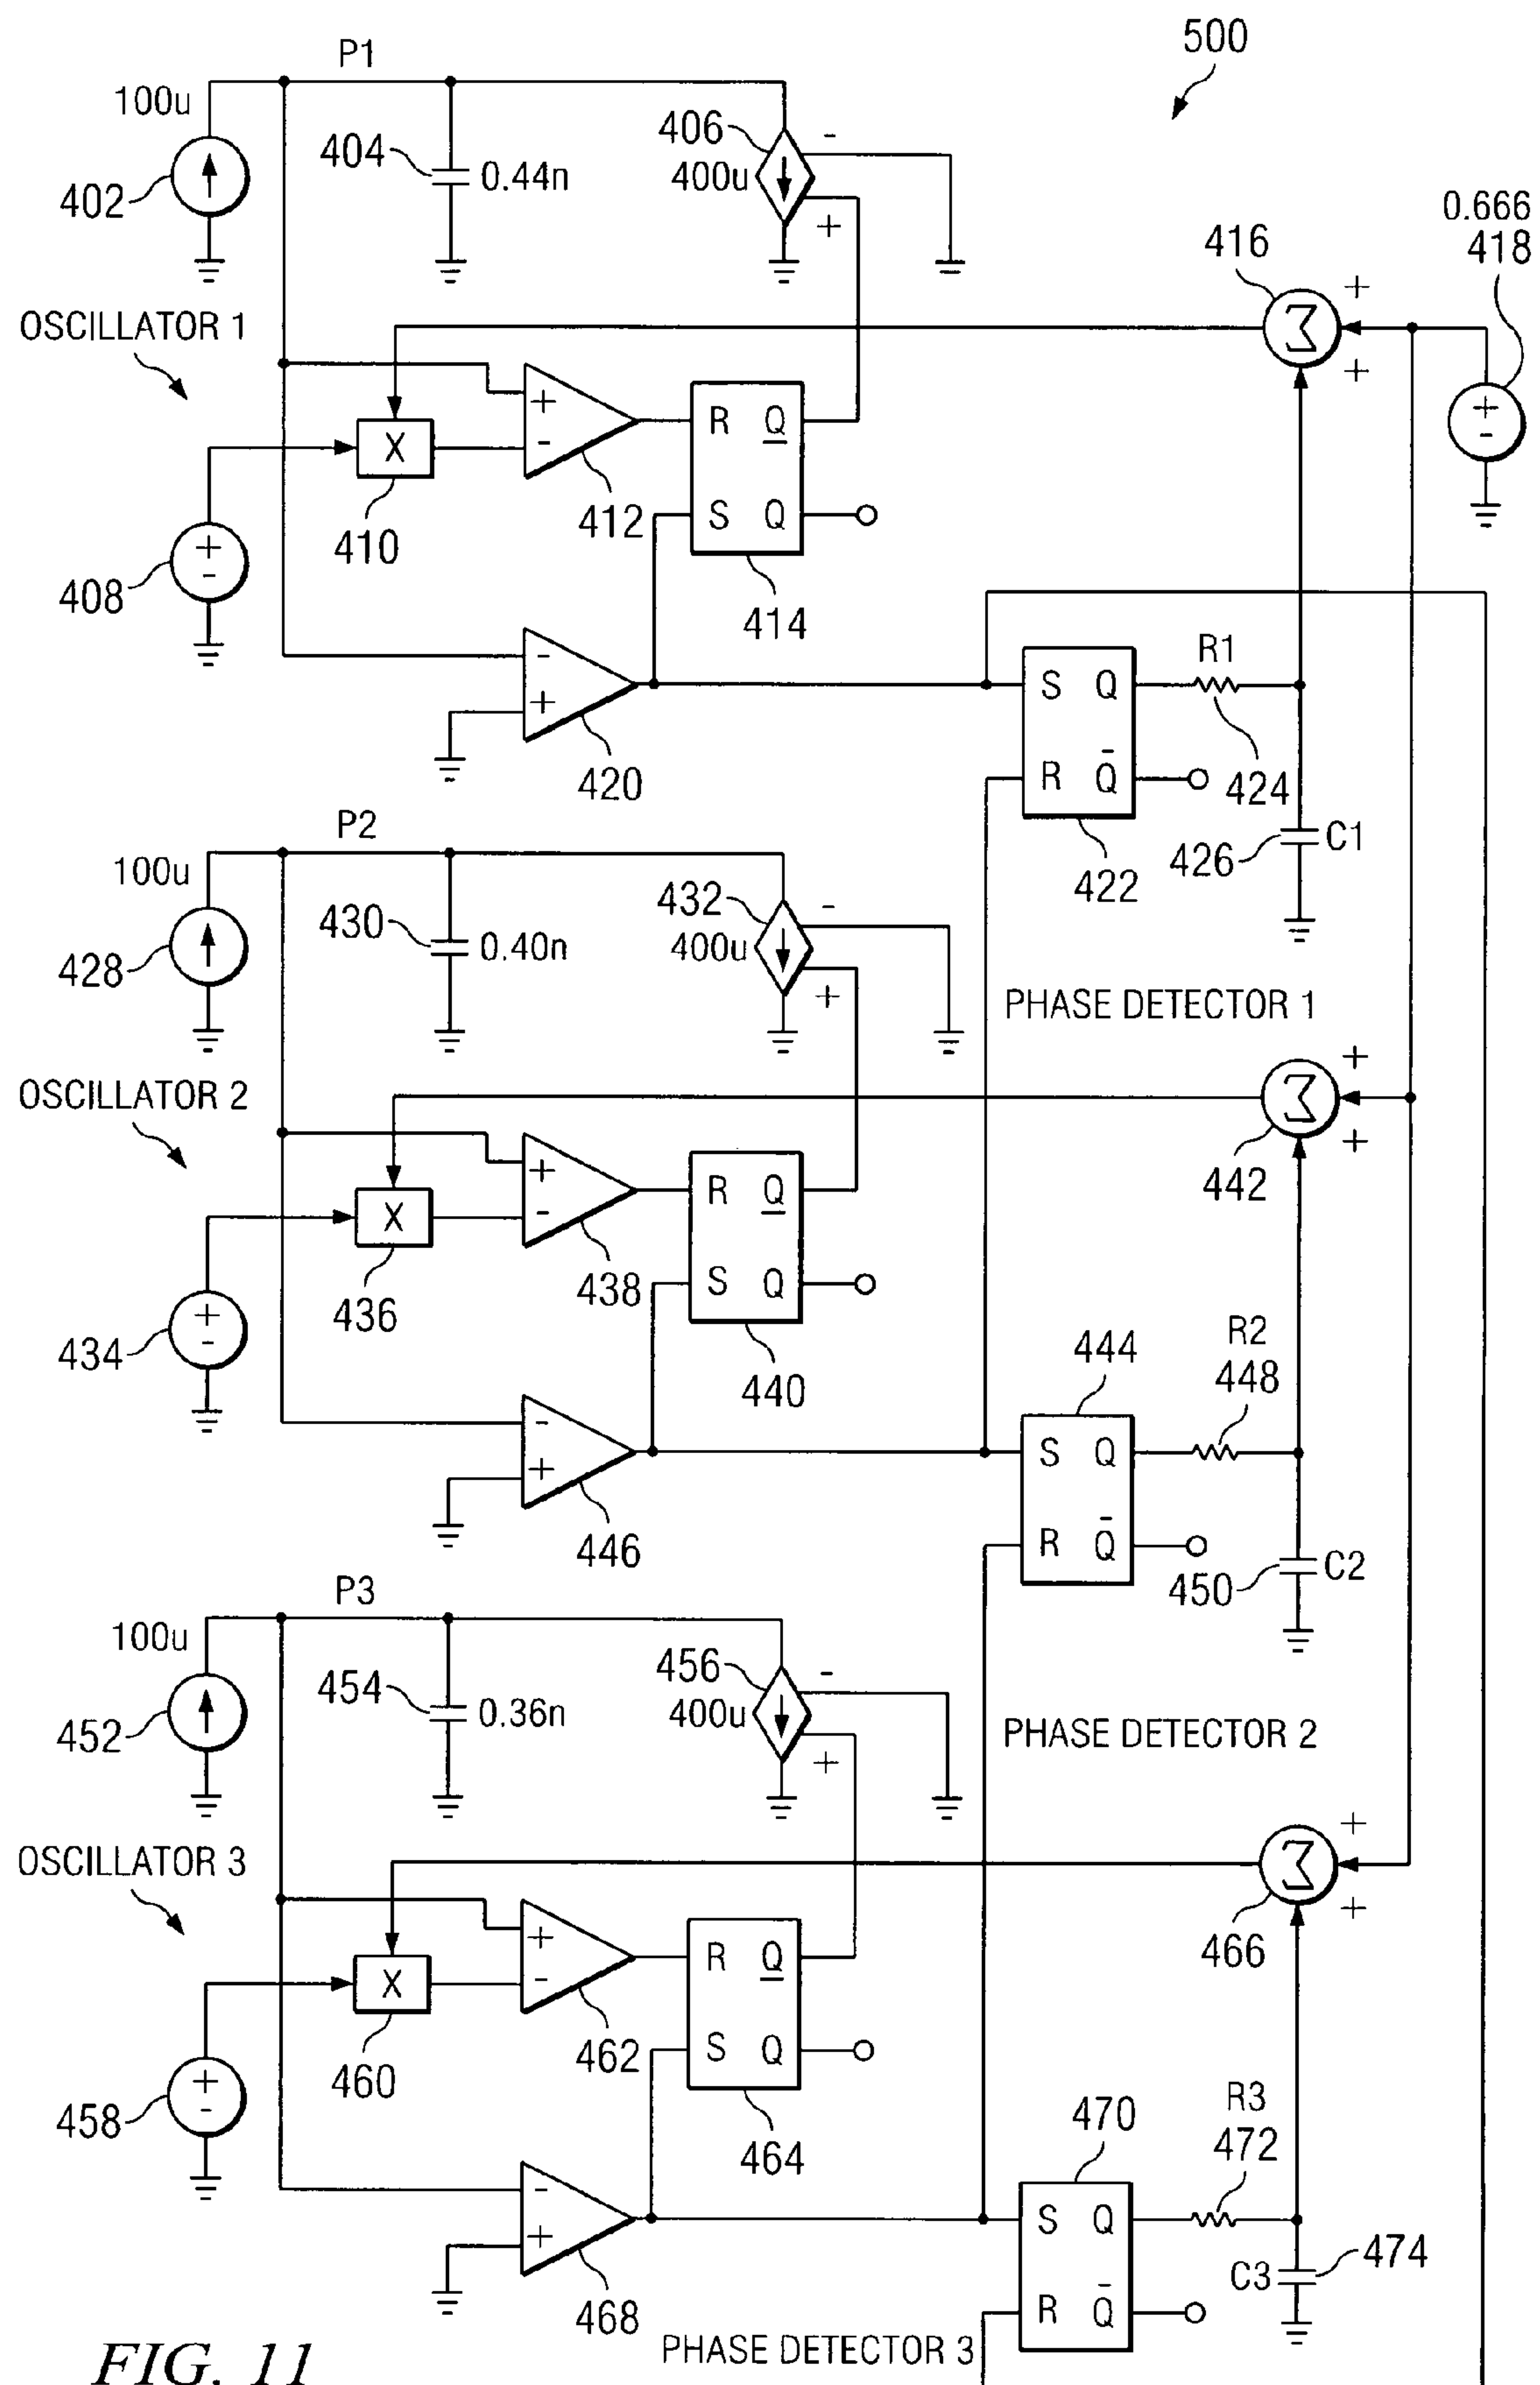 500
P1
100u
402
404
0.44n
406
400u
-
+
0.666
418
416
Σ
+
+
+
-
OSCILLATOR 1
408
+
-
X
410
+
-
412
R Q
S Q
414
-
+
420
S Q
R Q̄
422
R1
424
426
C1
PHASE DETECTOR 1
P2
100u
428
430
0.40n
432
400u
-
+
442
Σ
+
+
OSCILLATOR 2
434
+
-
X
436
+
-
438
R Q
S Q
440
-
+
446
444
S Q
R Q̄
R2
448
450
C2
PHASE DETECTOR 2
P3
100u
452
454
0.36n
456
400u
-
+
466
Σ
+
+
OSCILLATOR 3
458
+
-
X
460
+
-
462
R Q
S Q
464
-
+
468
470
S Q
R Q̄
R3
472
C3
474
PHASE DETECTOR 3
FIG. 11